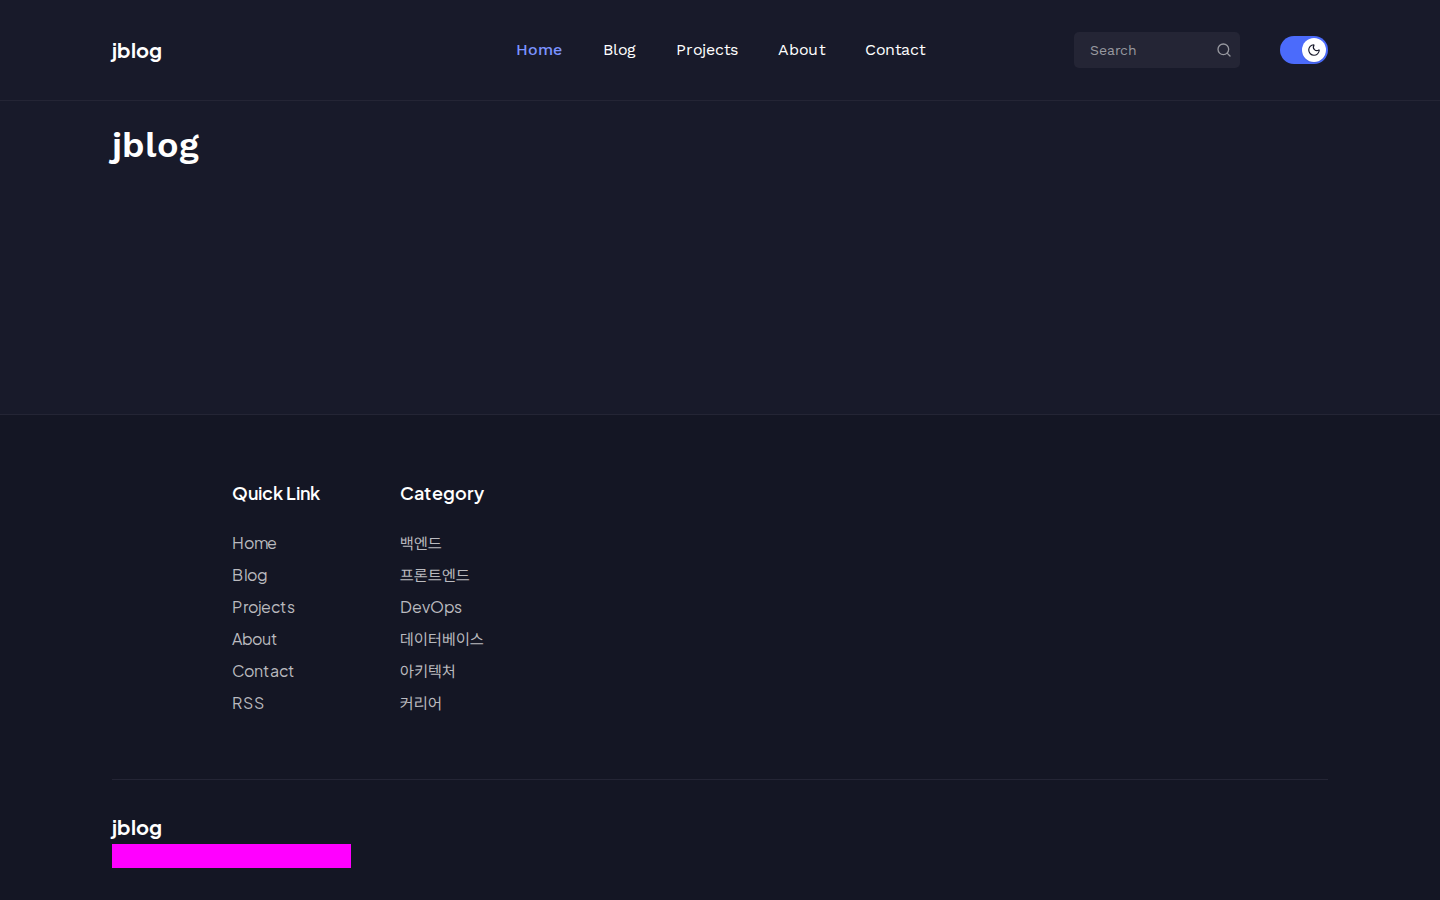 jblog
Home
Blog
Projects
About
Contact
Search
jblog
Quick Link
Home
Blog
Projects
About
Contact
RSS
Category
백엔드
프론트엔드
DevOps
데이터베이스
아키텍처
커리어
jblog